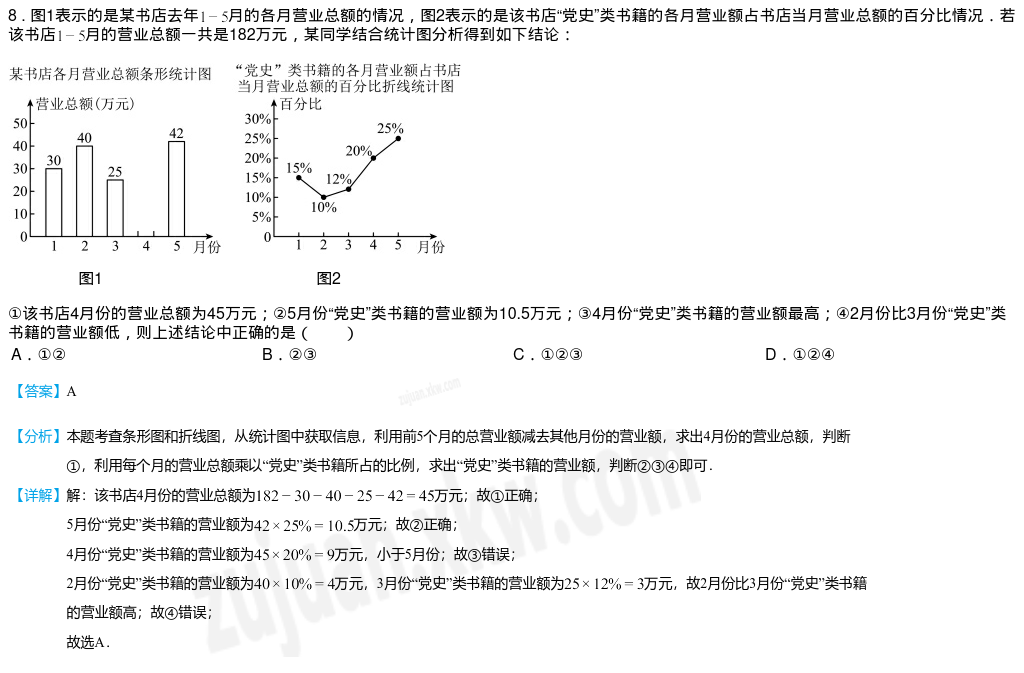 8．图1表示的是某书店去年1－5月的各月营业总额的情况，图2表示的是该书店“党史”类书籍的各月营业额占书店当月营业总额的百分比情况．若
该书店1－5月的营业总额一共是182万元，某同学结合统计图分析得到如下结论：
某书店各月营业总额条形统计图
营业总额(万元)
50
40
30
20
10
0
30
40
25
42
1 2 3 4 5 月份
图1
“党史”类书籍的各月营业额占书店
当月营业总额的百分比折线统计图
百分比
30%
25%
20%
15%
10%
5%
0
15%
10%
12%
20%
25%
1 2 3 4 5 月份
图2
①该书店4月份的营业总额为45万元；②5月份“党史”类书籍的营业额为10.5万元；③4月份“党史”类书籍的营业额最高；④2月份比3月份“党史”类
书籍的营业额低，则上述结论中正确的是（　　）
A．①②　B．②③　C．①②③　D．①②④
【答案】A
【分析】本题考查条形图和折线图，从统计图中获取信息，利用前5个月的总营业额减去其他月份的营业额，求出4月份的营业总额，判断
①，利用每个月的营业总额乘以“党史”类书籍所占的比例，求出“党史”类书籍的营业额，判断②③④即可．
【详解】解：该书店4月份的营业总额为182－30－40－25－42＝45万元；故①正确；
5月份“党史”类书籍的营业额为42×25%＝10.5万元；故②正确；
4月份“党史”类书籍的营业额为45×20%＝9万元，小于5月份；故③错误；
2月份“党史”类书籍的营业额为40×10%＝4万元，3月份“党史”类书籍的营业额为25×12%＝3万元，故2月份比3月份“党史”类书籍
的营业额高；故④错误；
故选A．
zujuan.xkw.com
zujuan.xkw.com